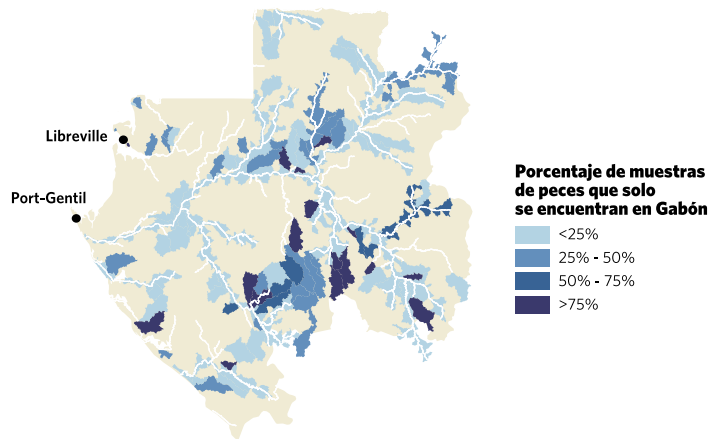 Libreville
Port-Gentil
Porcentaje de muestras
de peces que solo
se encuentran en Gabón
<25%
25% - 50%
50% - 75%
>75%